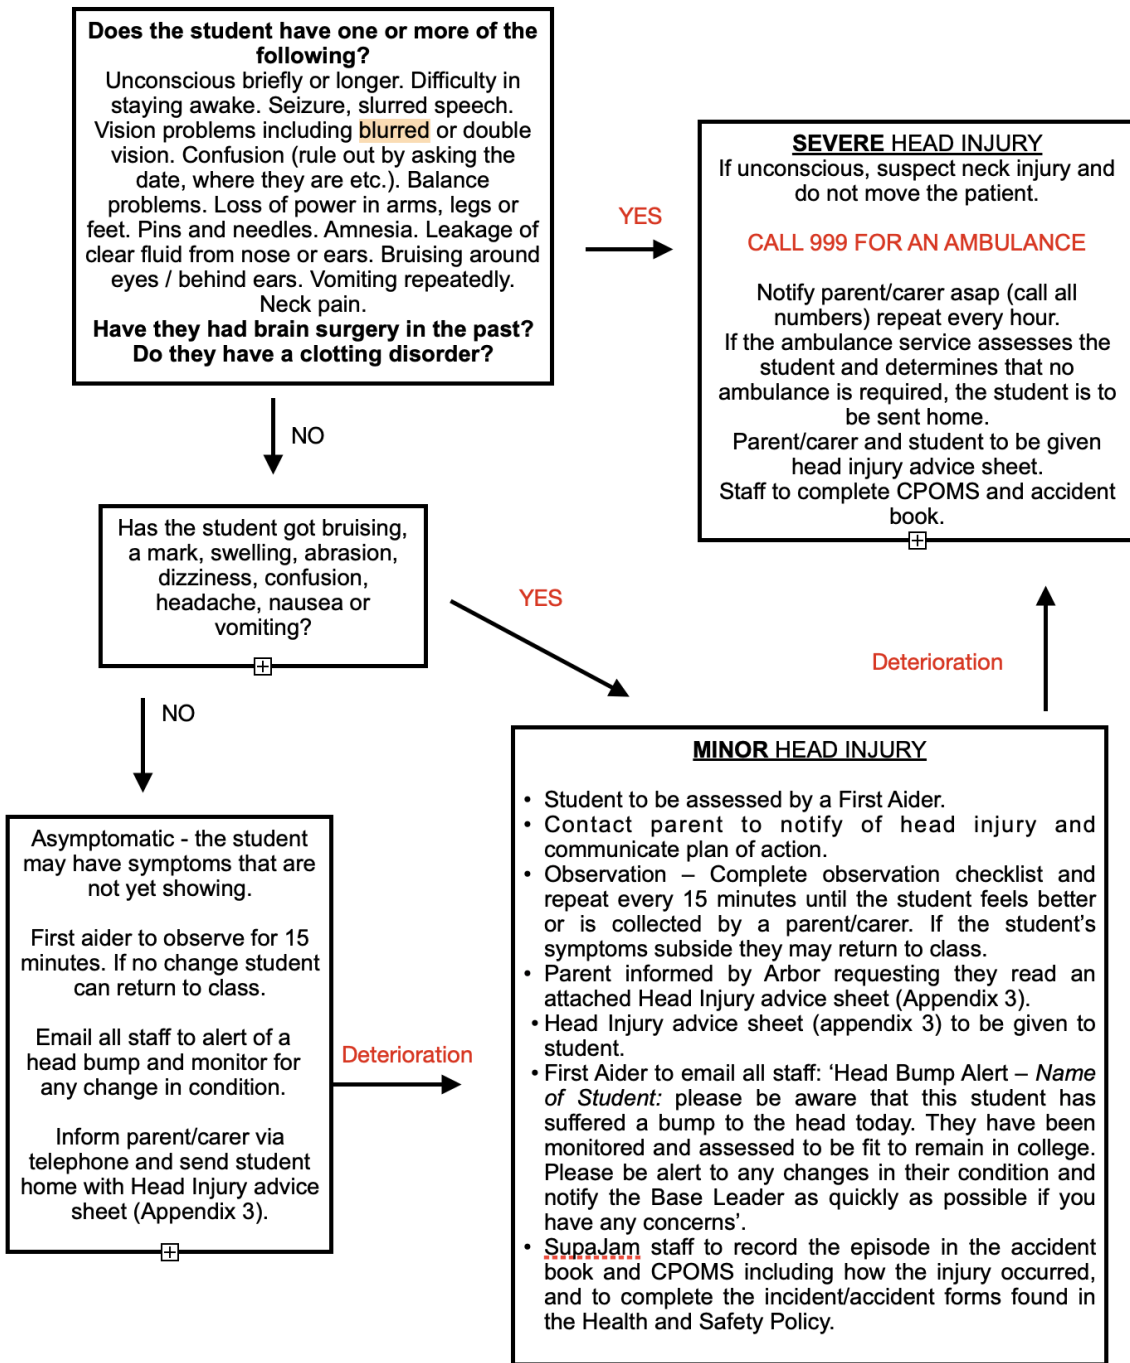 Does the student have one or more of the
following?
Unconscious briefly or longer. Difficulty in
staying awake. Seizure, slurred speech.
Vision problems including blurred or double
vision. Confusion (rule out by asking the
date, where they are etc.). Balance
problems. Loss of power in arms, legs or
feet. Pins and needles. Amnesia. Leakage of
clear fluid from nose or ears. Bruising around
eyes / behind ears. Vomiting repeatedly.
Neck pain.
Have they had brain surgery in the past?
Do they have a clotting disorder?
YES
SEVERE HEAD INJURY
If unconscious, suspect neck injury and
do not move the patient.
CALL 999 FOR AN AMBULANCE
Notify parent/carer asap (call all
numbers) repeat every hour.
If the ambulance service assesses the
student and determines that no
ambulance is required, the student is to
be sent home.
Parent/carer and student to be given
head injury advice sheet.
Staff to complete CPOMS and accident
book.
NO
Has the student got bruising,
a mark, swelling, abrasion,
dizziness, confusion,
headache, nausea or
vomiting?
YES
Deterioration
NO
Asymptomatic - the student
may have symptoms that are
not yet showing.
First aider to observe for 15
minutes. If no change student
can return to class.
Email all staff to alert of a
head bump and monitor for
any change in condition.
Inform parent/carer via
telephone and send student
home with Head Injury advice
sheet (Appendix 3).
Deterioration
MINOR HEAD INJURY
• Student to be assessed by a First Aider.
• Contact parent to notify of head injury and
communicate plan of action.
• Observation – Complete observation checklist and
repeat every 15 minutes until the student feels better
or is collected by a parent/carer. If the student's
symptoms subside they may return to class.
• Parent informed by Arbor requesting they read an
attached Head Injury advice sheet (Appendix 3).
• Head Injury advice sheet (appendix 3) to be given to
student.
• First Aider to email all staff: ‘Head Bump Alert – Name
of Student: please be aware that this student has
suffered a bump to the head today. They have been
monitored and assessed to be fit to remain in college.
Please be alert to any changes in their condition and
notify the Base Leader as quickly as possible if you
have any concerns’.
• SupaJam staff to record the episode in the accident
book and CPOMS including how the injury occurred,
and to complete the incident/accident forms found in
the Health and Safety Policy.